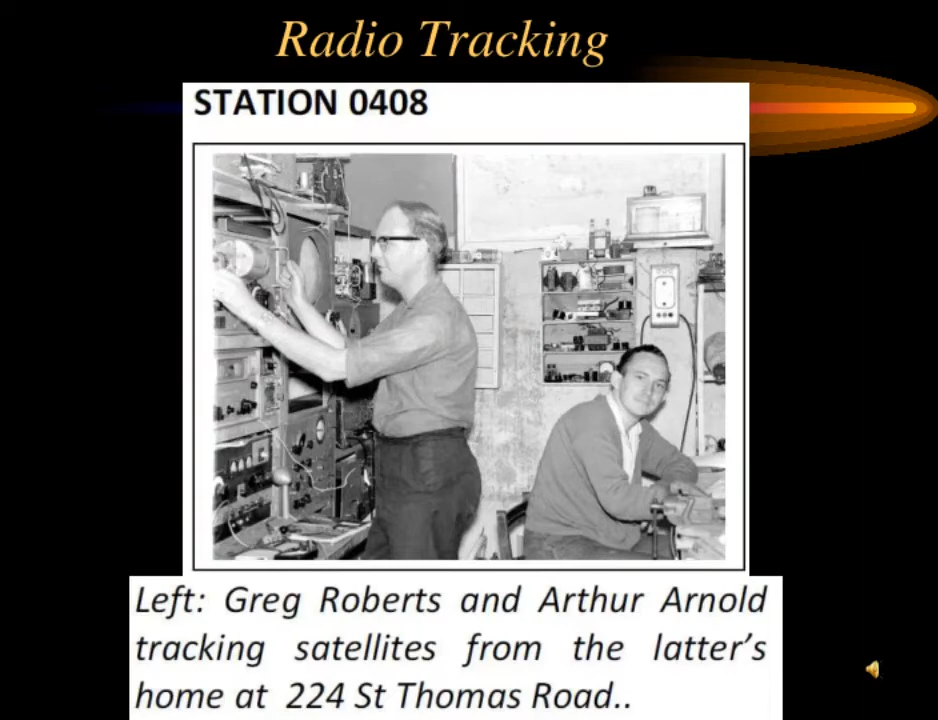 Radio Tracking
STATION 0408
Left: Greg Roberts and Arthur Arnold
tracking satellites from the latter’s
home at 224 St Thomas Road..